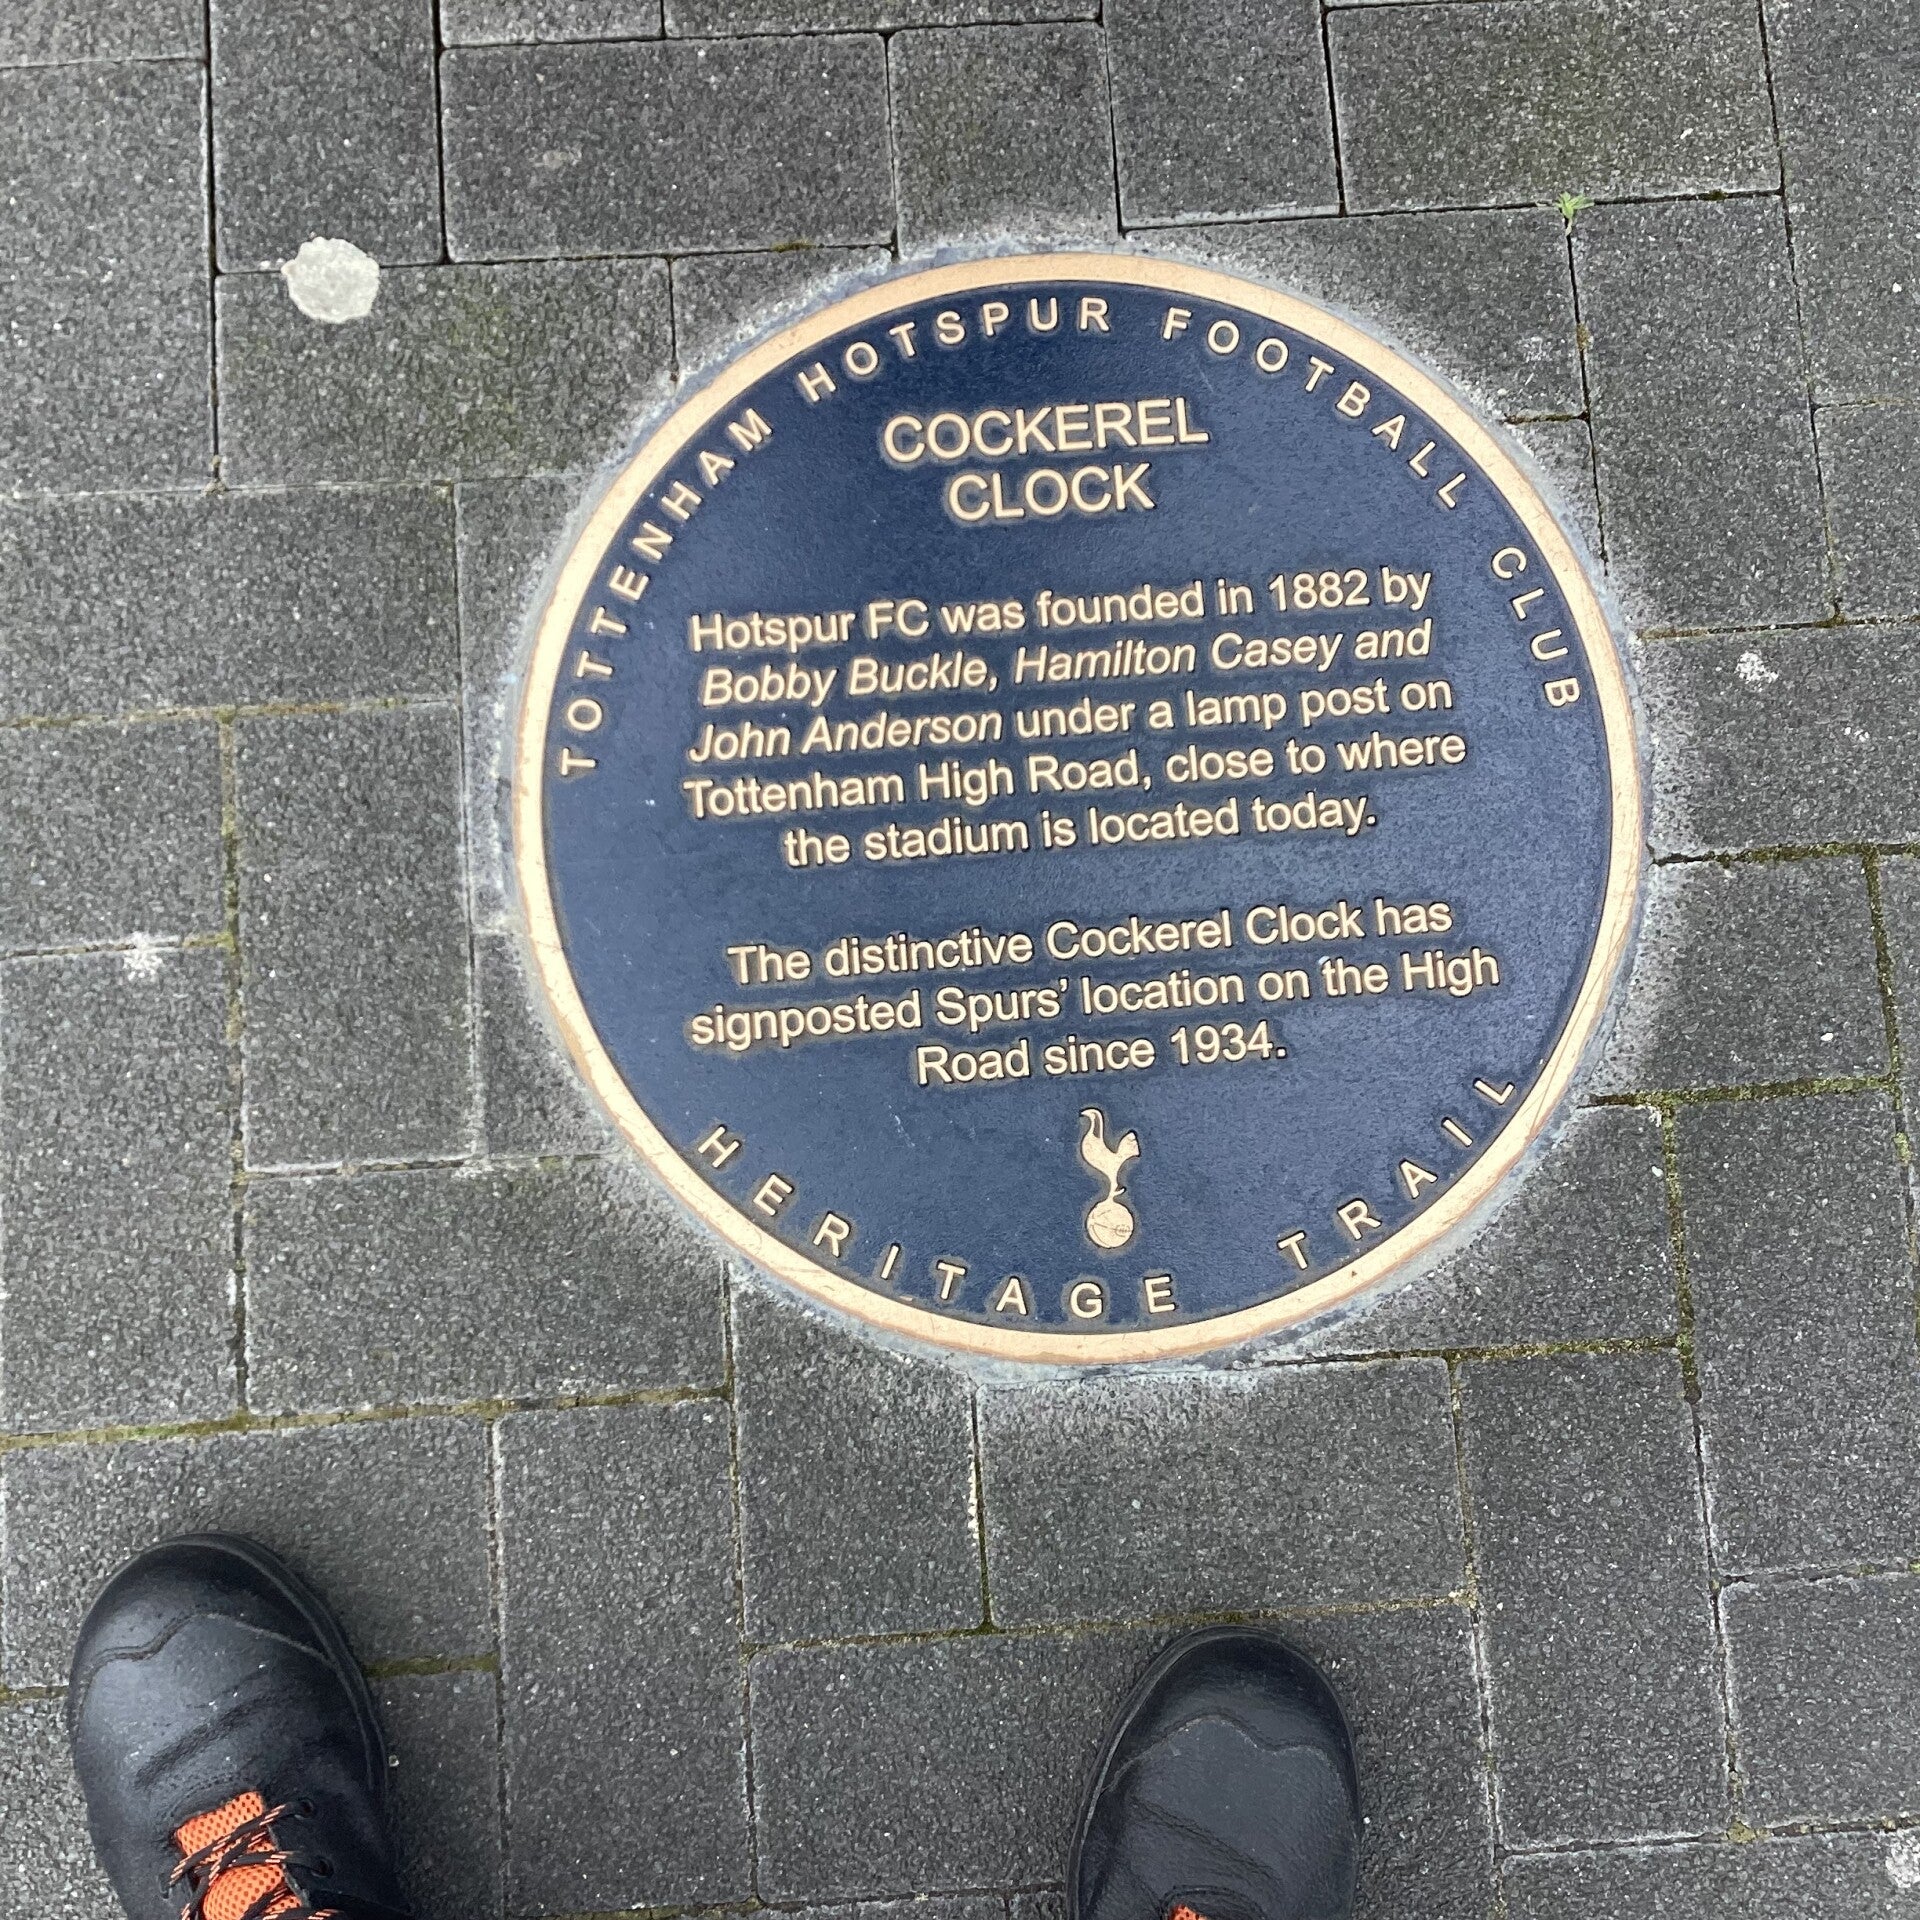 TOTTENHAM HOTSPUR FOOTBALL CLUB
COCKEREL
CLOCK
Hotspur FC was founded in 1882 by
Bobby Buckle, Hamilton Casey and
John Anderson under a lamp post on
Tottenham High Road, close to where
the stadium is located today.
The distinctive Cockerel Clock has
signposted Spurs’ location on the High
Road since 1934.
HERITAGE TRAIL